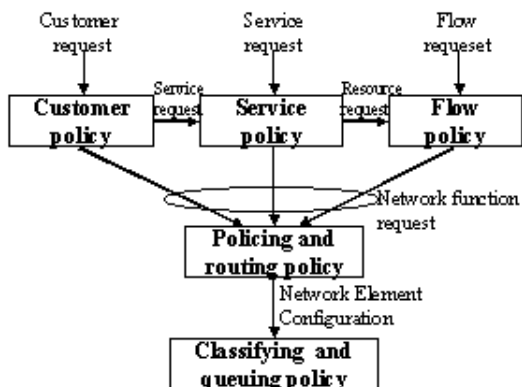 Customer
request
Service
request
Flow
requeset
Service
request
Resource
request
Customer
policy
Service
policy
Flow
policy
Network function
request
Policing and
routing policy
Network Element
Configuration
Classifying and
queuing policy